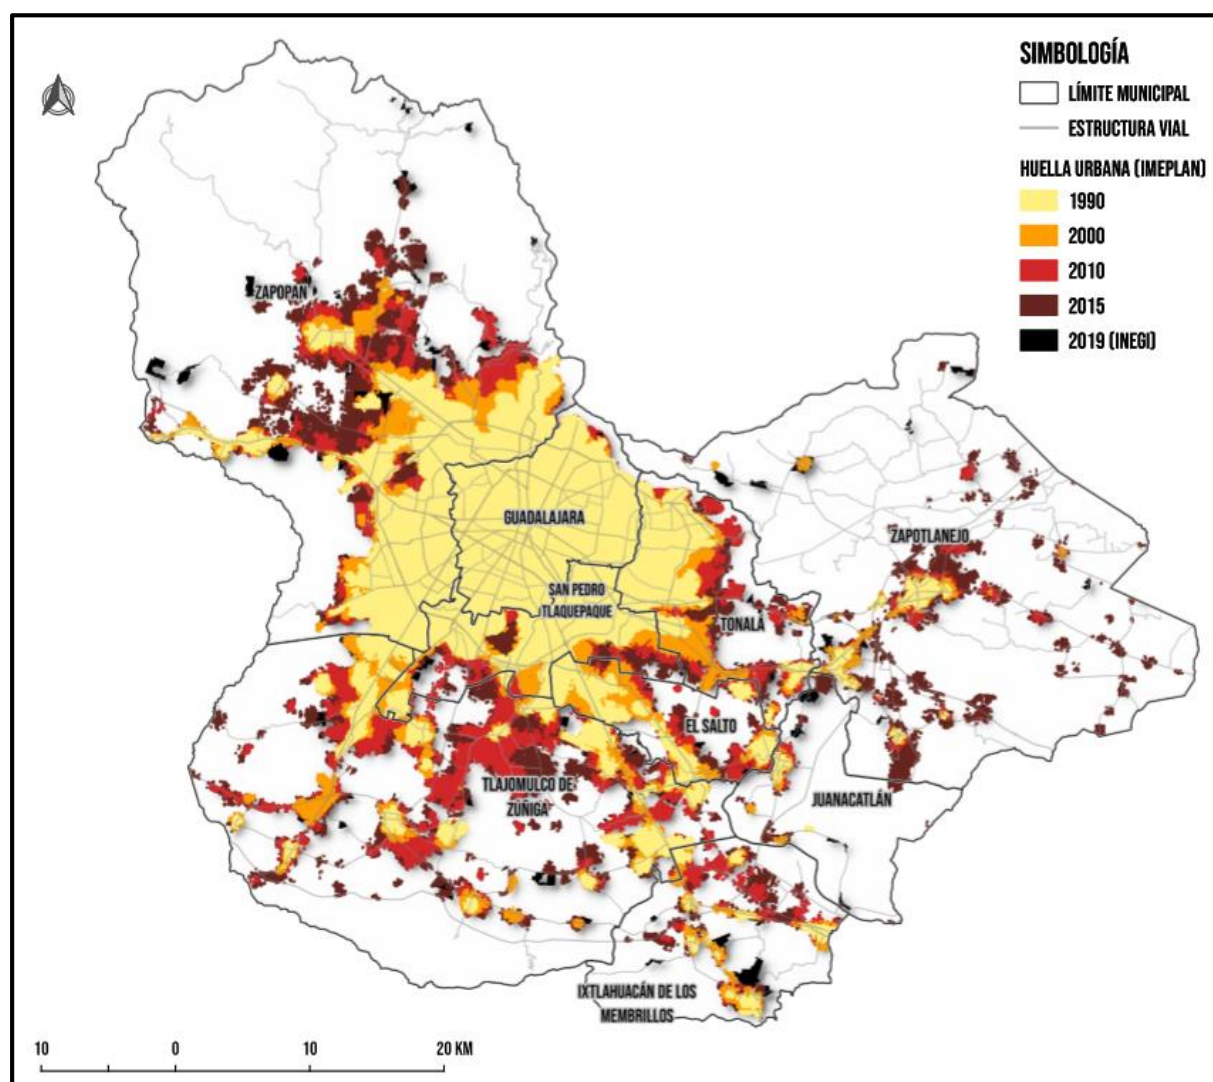 SIMBOLOGÍA
LÍMITE MUNICIPAL
ESTRUCTURA VIAL
HUELLA URBANA (IMEPLAN)
1990
2000
2010
2015
2019 (INEGI)
ZAPOPAN
GUADALAJARA
ZAPOTLANEJO
SAN PEDRO
TLAQUEPAQUE
TONALÁ
EL SALTO
TLAJOMULCO DE
ZÚÑIGA
JUANACATLÁN
IXTLAHUACÁN DE LOS
MEMBRILLOS
10 0 10 20 KM